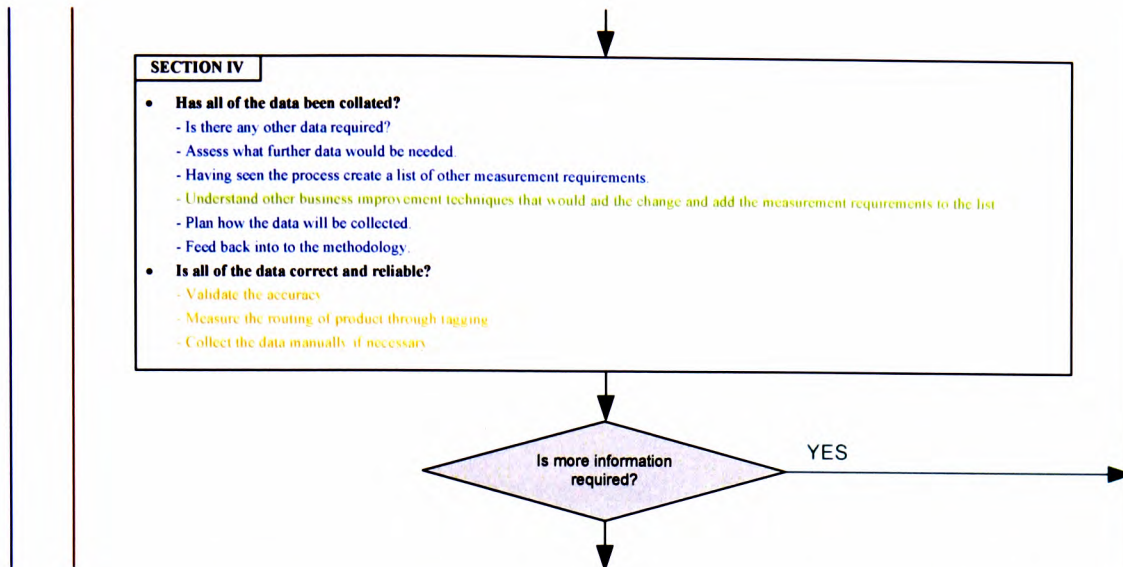 SECTION IV
• Has all of the data been collated?
- Is there any other data required?
- Assess what further data would be needed.
- Having seen the process create a list of other measurement requirements.
- Understand other business improvement techniques that would aid the change and add the measurement requirements to the list
- Plan how the data will be collected.
- Feed back into to the methodology.
• Is all of the data correct and reliable?
- Validate the accuracy
- Measure the routing of product through tagging
- Collect the data manually if necessary
Is more information
required?
YES